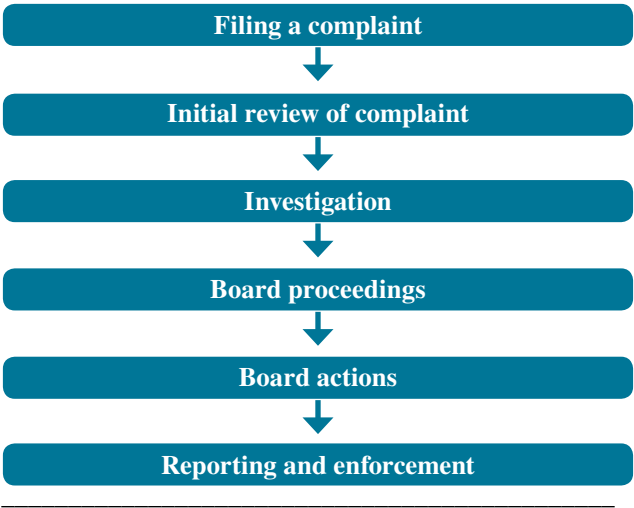 Filing a complaint
Initial review of complaint
Investigation
Board proceedings
Board actions
Reporting and enforcement